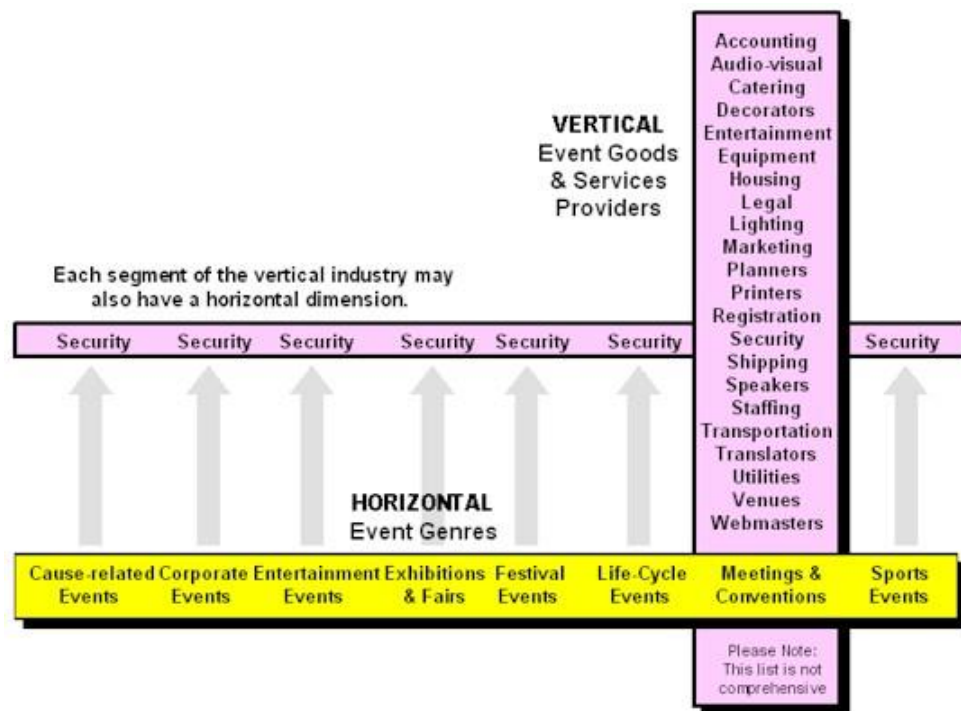 VERTICAL
Event Goods
& Services
Providers
Accounting
Audio-visual
Catering
Decorators
Entertainment
Equipment
Housing
Legal
Lighting
Marketing
Planners
Printers
Registration
Security
Shipping
Speakers
Staffing
Transportation
Translators
Utilities
Venues
Webmasters
Each segment of the vertical industry may
also have a horizontal dimension.
Security Security Security Security Security Security Security
HORIZONTAL
Event Genres
Cause-related Events
Corporate Events
Entertainment Events
Exhibitions & Fairs
Festival Events
Life-Cycle Events
Meetings & Conventions
Sports Events
Please Note:
This list is not
comprehensive